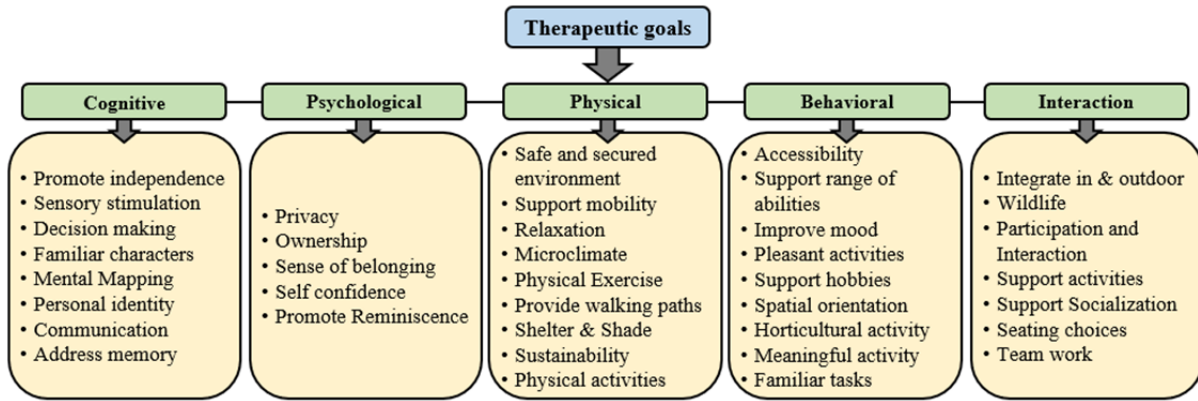 Therapeutic goals
Cognitive
Psychological
Physical
Behavioral
Interaction
• Promote independence
• Sensory stimulation
• Decision making
• Familiar characters
• Mental Mapping
• Personal identity
• Communication
• Address memory
• Privacy
• Ownership
• Sense of belonging
• Self confidence
• Promote Reminiscence
• Safe and secured
environment
• Support mobility
• Relaxation
• Microclimate
• Physical Exercise
• Provide walking paths
• Shelter & Shade
• Sustainability
• Physical activities
• Accessibility
• Support range of
abilities
• Improve mood
• Pleasant activities
• Support hobbies
• Spatial orientation
• Horticultural activity
• Meaningful activity
• Familiar tasks
• Integrate in & outdoor
• Wildlife
• Participation and
Interaction
• Support activities
• Support Socialization
• Seating choices
• Team work